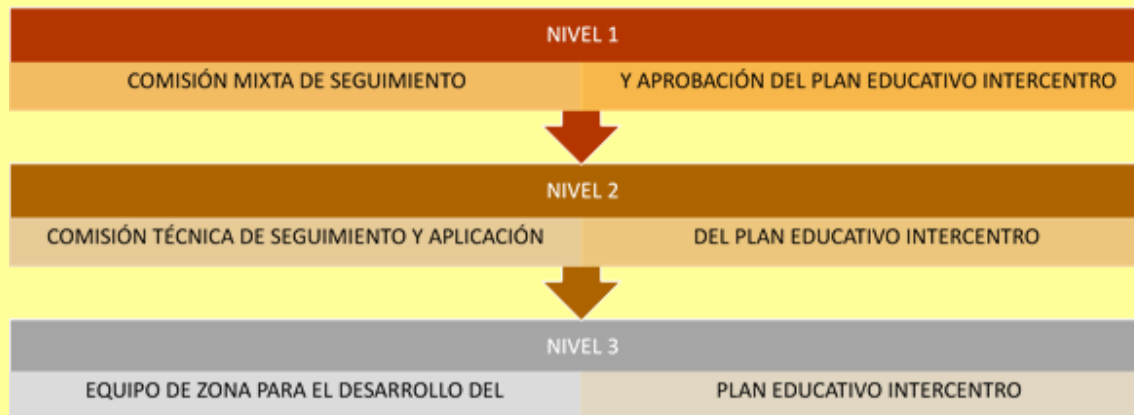 NIVEL 1
COMISIÓN MIXTA DE SEGUIMIENTO Y APROBACIÓN DEL PLAN EDUCATIVO INTERCENTRO
NIVEL 2
COMISIÓN TÉCNICA DE SEGUIMIENTO Y APLICACIÓN DEL PLAN EDUCATIVO INTERCENTRO
NIVEL 3
EQUIPO DE ZONA PARA EL DESARROLLO DEL PLAN EDUCATIVO INTERCENTRO